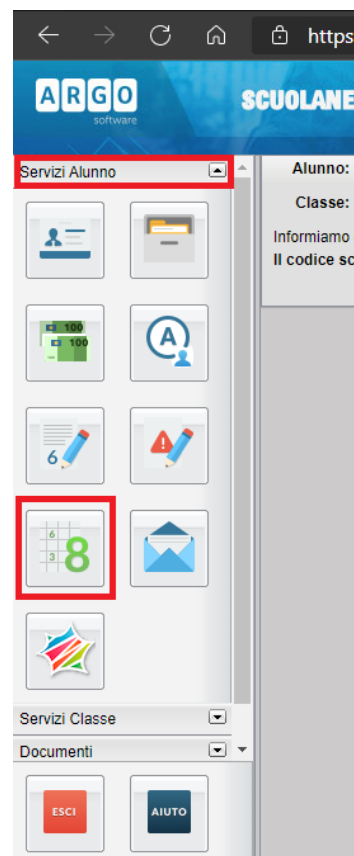 https
ARGO
software
SCUOLANE
Servizi Alunno
Alunno:
Classe:
Informiamo
Il codice sc
100
100
A
6
6
3
8
Servizi Classe
Documenti
ESCI
AIUTO